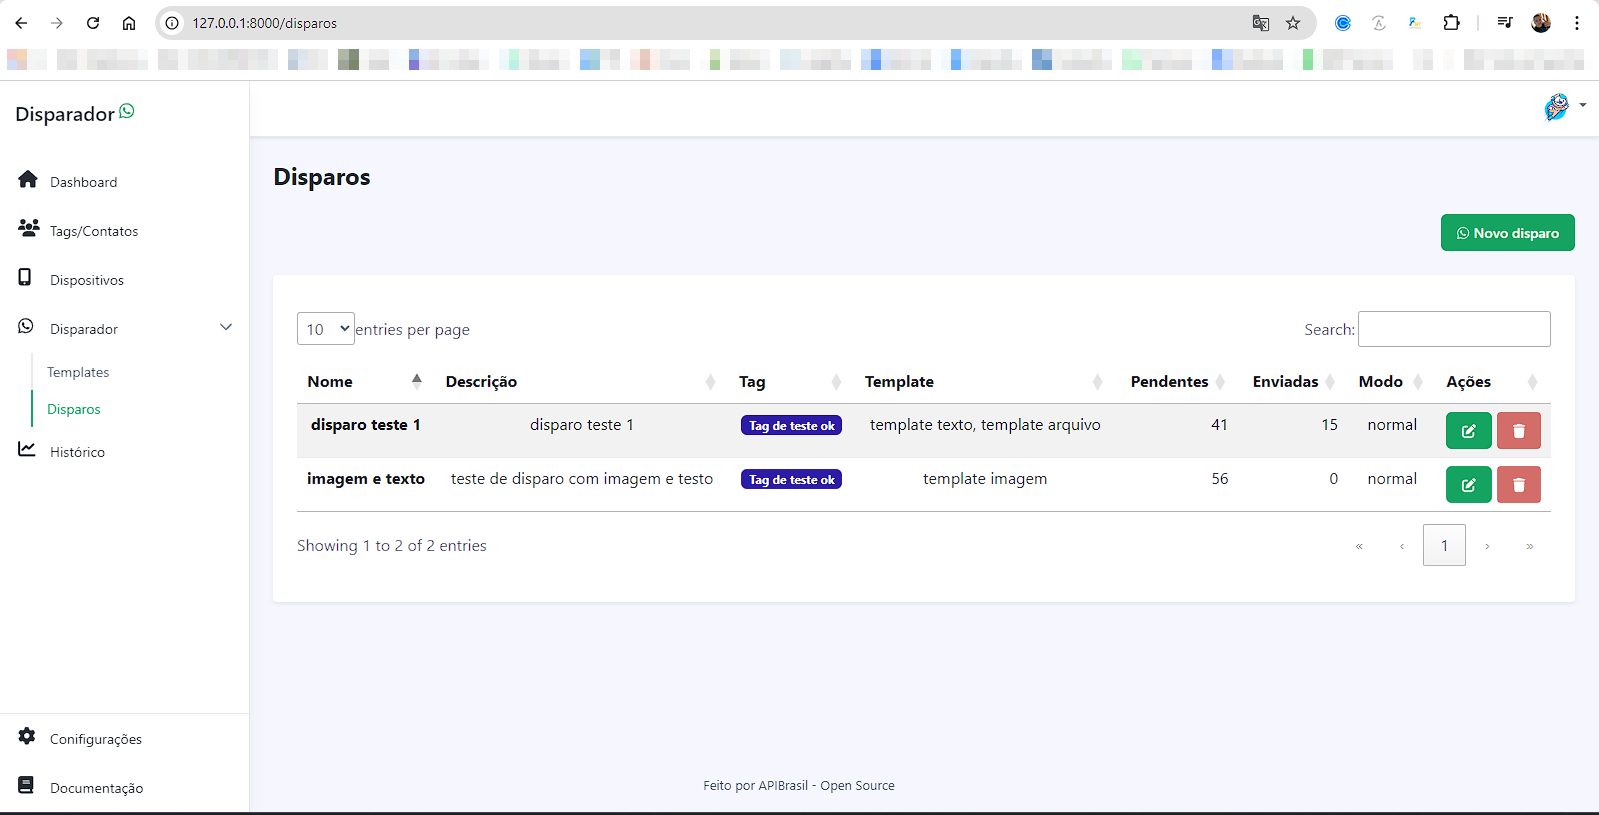 127.0.0.1:8000/disparos
Disparador
Dashboard
Tags/Contatos
Dispositivos
Disparador
Templates
Disparos
Histórico
Configurações
Documentação
Disparos
Novo disparo
10 entries per page
Search:
Nome Descrição Tag Template Pendentes Enviadas Modo Ações
disparo teste 1 disparo teste 1 Tag de teste ok template texto, template arquivo 41 15 normal
imagem e texto teste de disparo com imagem e testo Tag de teste ok template imagem 56 0 normal
Showing 1 to 2 of 2 entries
« ‹ 1 › »
Feito por APIBrasil - Open Source